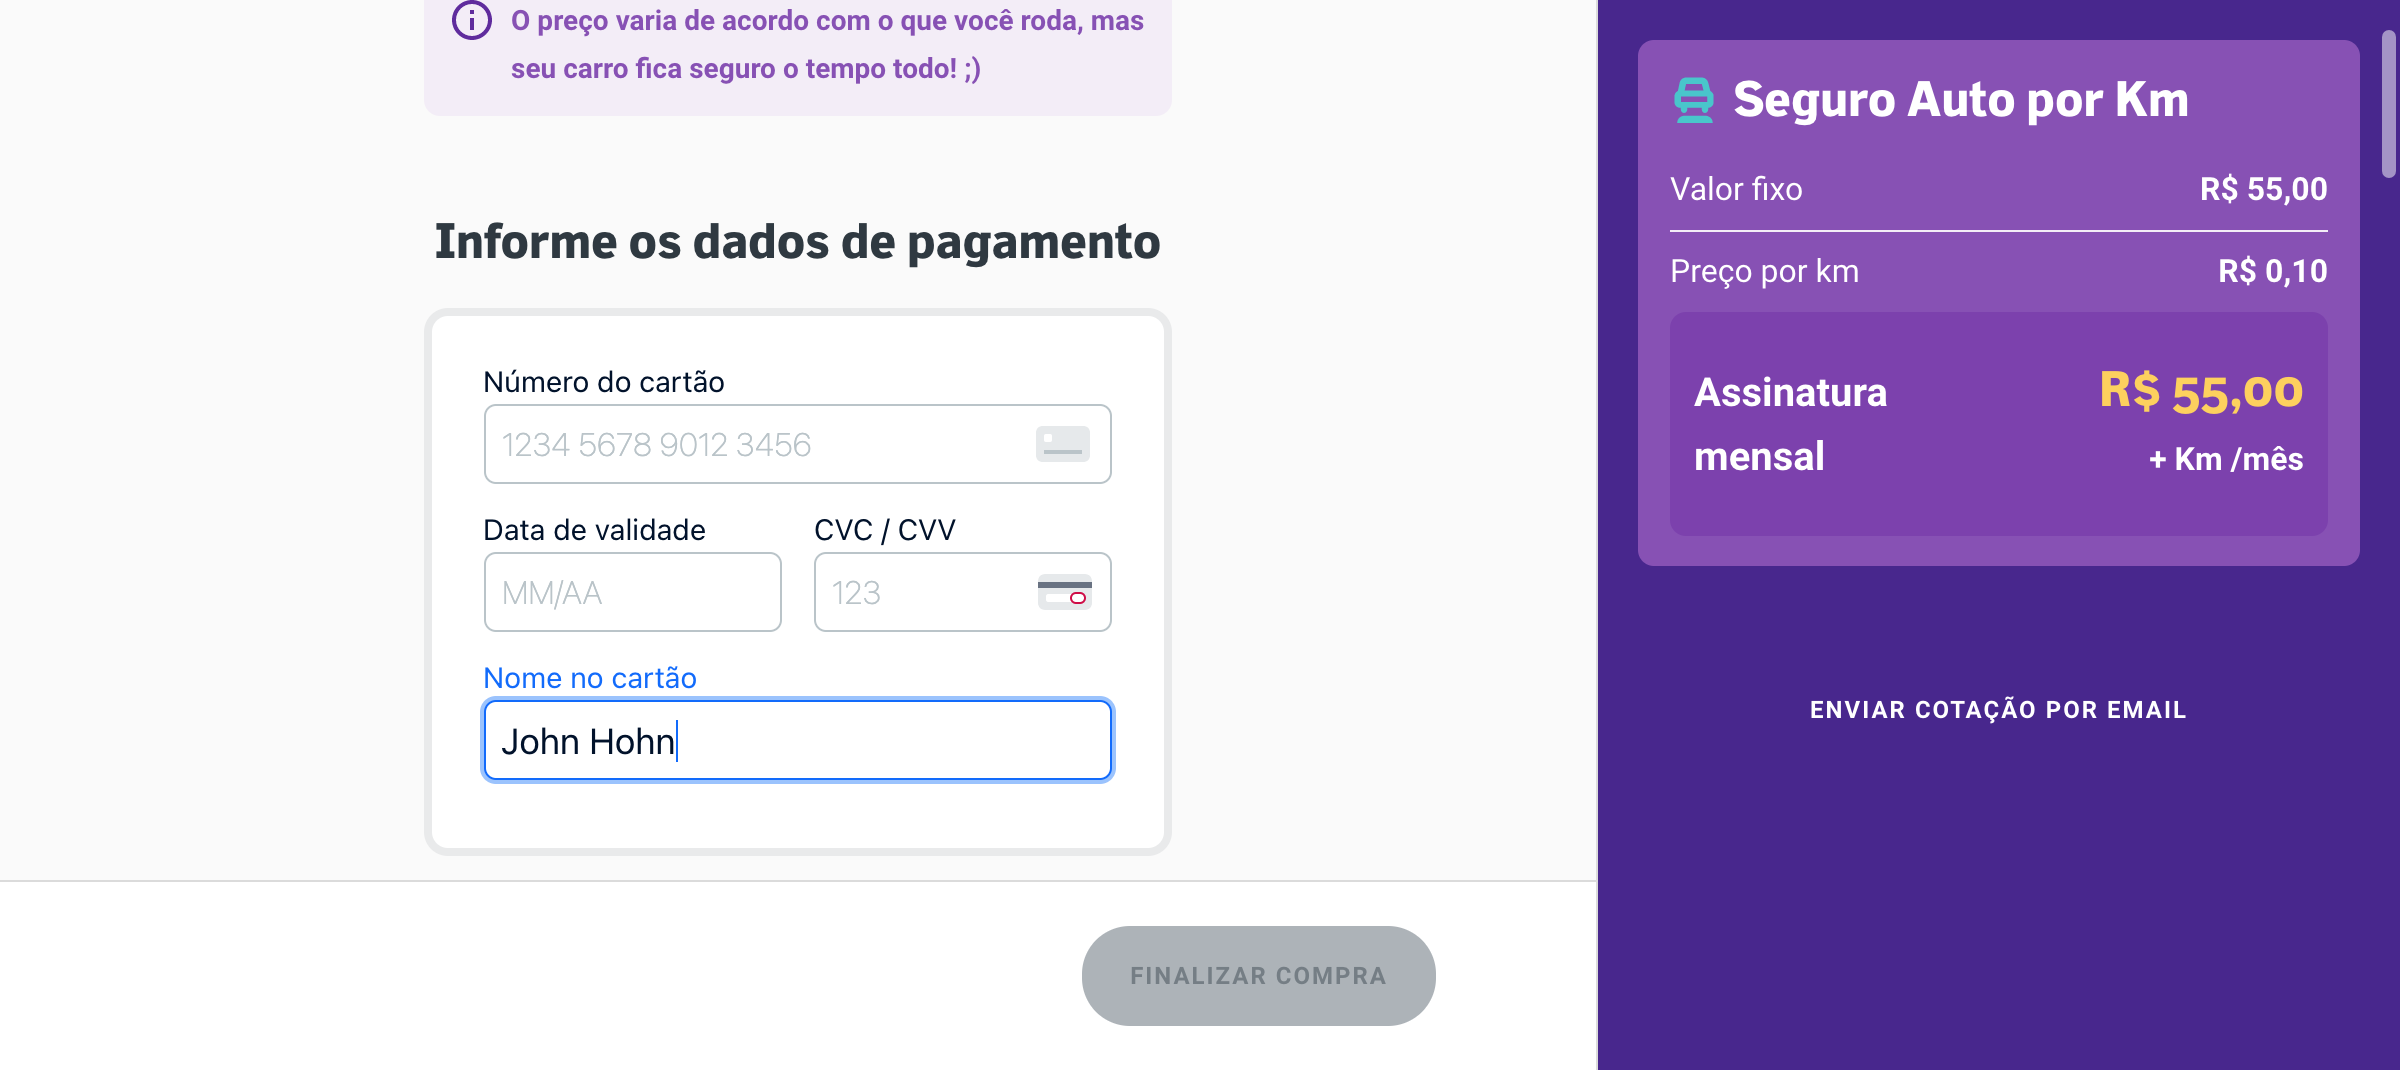 O preço varia de acordo com o que você roda, mas
seu carro fica seguro o tempo todo! ;)
Informe os dados de pagamento
Número do cartão
1234 5678 9012 3456
Data de validade
CVC / CVV
MM/AA
123
Nome no cartão
John Hohn
FINALIZAR COMPRA
Seguro Auto por Km
Valor fixo
R$ 55,00
Preço por km
R$ 0,10
Assinatura
mensal
R$ 55,00
+ Km /mês
ENVIAR COTAÇÃO POR EMAIL